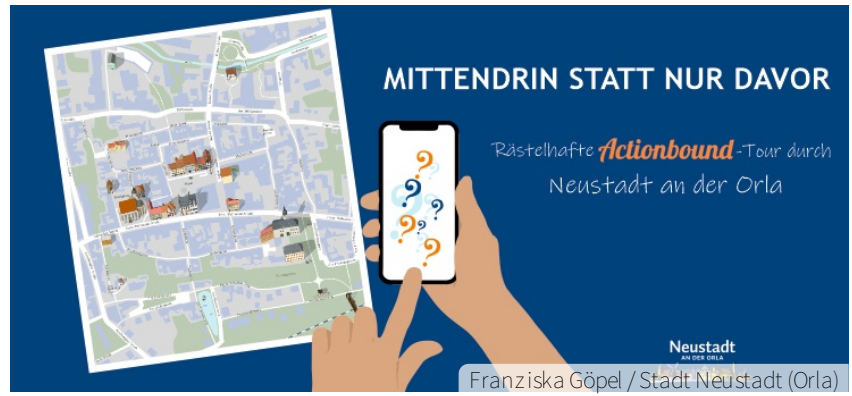 MITTENDRIN STATT NUR DAVOR
Rästelhafte Actionbound-Tour durch
Neustadt an der Orla
Neustadt
AN DER ORLA
Franziska Göpel / Stadt Neustadt (Orla)